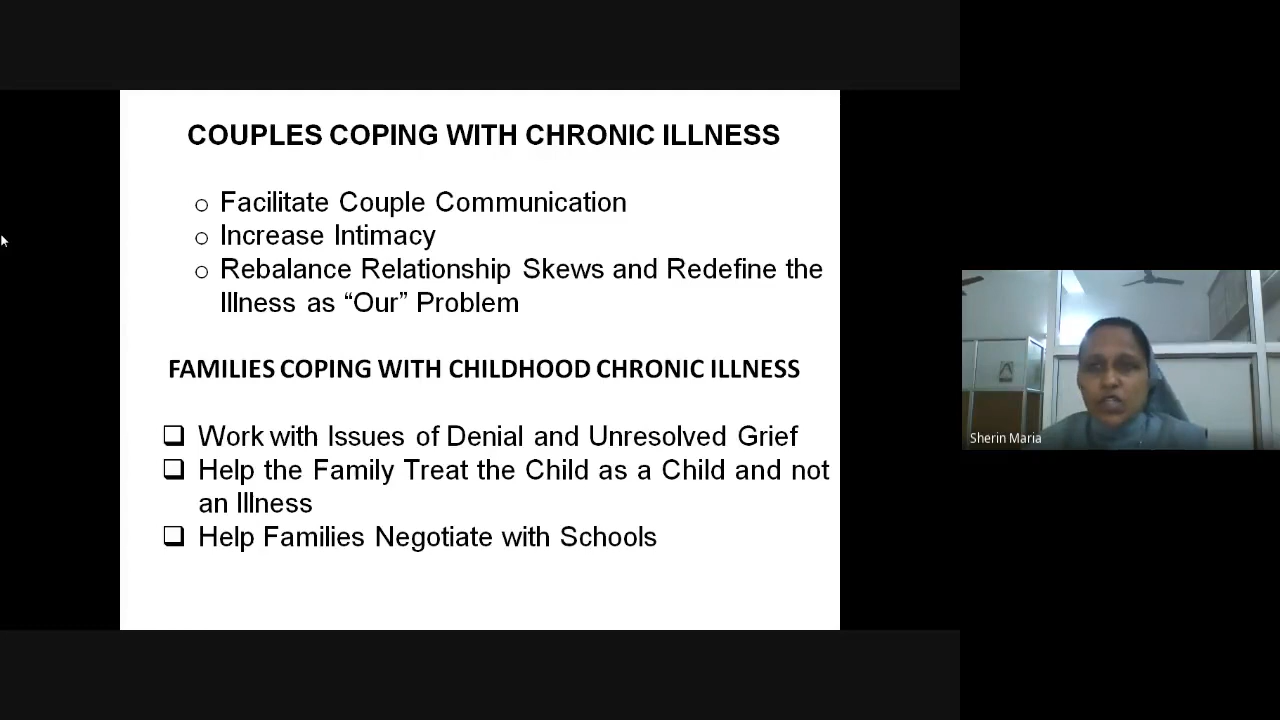 COUPLES COPING WITH CHRONIC ILLNESS
Facilitate Couple Communication
Increase Intimacy
Rebalance Relationship Skews and Redefine the
Illness as “Our” Problem
FAMILIES COPING WITH CHILDHOOD CHRONIC ILLNESS
Work with Issues of Denial and Unresolved Grief
Help the Family Treat the Child as a Child and not
an Illness
Help Families Negotiate with Schools
Sherin Maria